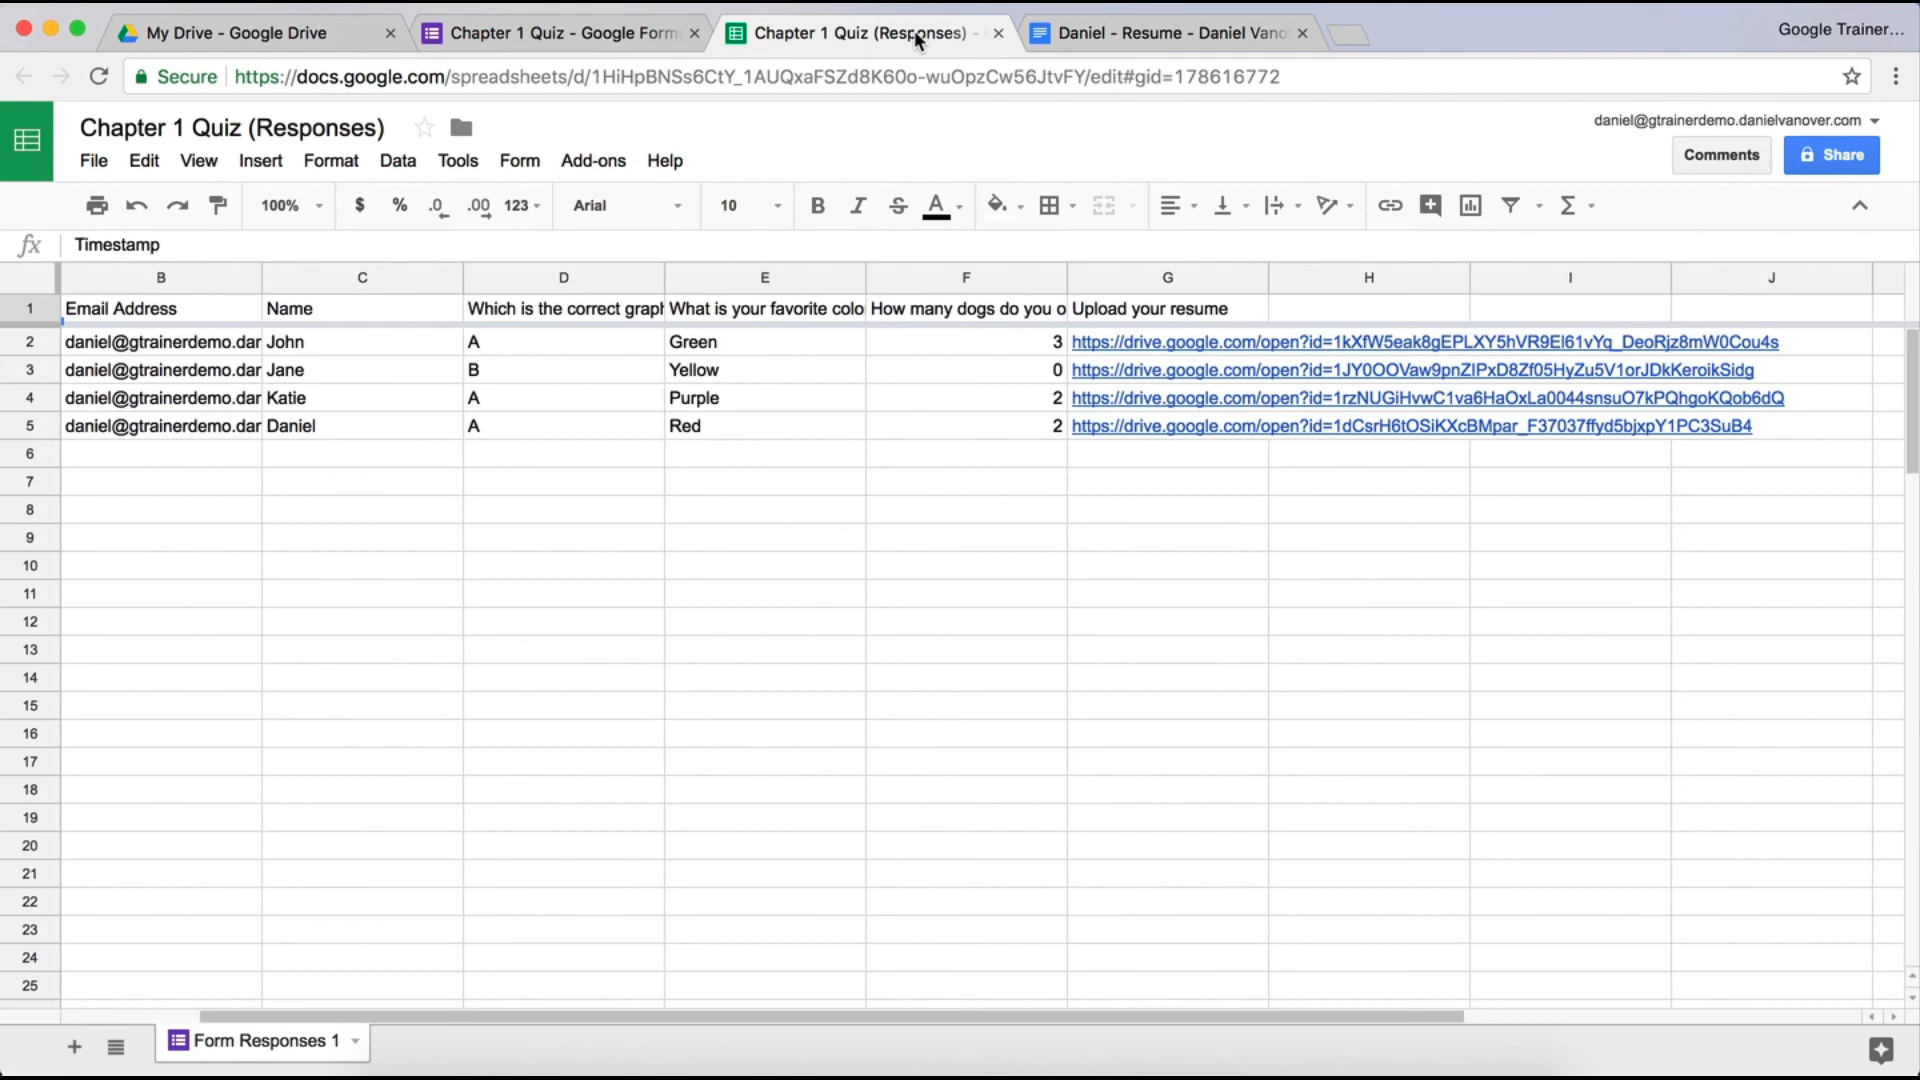 My Drive - Google Drive
Chapter 1 Quiz - Google Form
Chapter 1 Quiz (Responses) -
Daniel - Resume - Daniel Vano
Google Trainer...
Secure https://docs.google.com/spreadsheets/d/1HiHpBNSs6CtY_1AUQxaFSZd8K60o-wuOpzCw56JtvFY/edit#gid=178616772
Chapter 1 Quiz (Responses)
daniel@gtrainerdemo.danielvanover.com
File Edit View Insert Format Data Tools Form Add-ons Help
Comments
Share
100% $ % .0 .00 123 Arial 10 B I S A
fx Timestamp
B C D E F G H I J
1 Email Address Name Which is the correct graph What is your favorite colo How many dogs do you o Upload your resume
2 daniel@gtrainerdemo.dar John A Green 3 https://drive.google.com/open?id=1kXfW5eak8gEPLXY5hVR9El61vYq_DeoRjz8mW0Cou4s
3 daniel@gtrainerdemo.dar Jane B Yellow 0 https://drive.google.com/open?id=1JY0OOVaw9pnZIPxD8Zf05HyZu5V1orJDkKeroikSidg
4 daniel@gtrainerdemo.dar Katie A Purple 2 https://drive.google.com/open?id=1rzNUGiHvwC1va6HaOxLa0044snsuO7kPQhgoKQob6dQ
5 daniel@gtrainerdemo.dar Daniel A Red 2 https://drive.google.com/open?id=1dCsrH6tOSiKXcBMpar_F37037ffyd5bjxpY1PC3SuB4
6
7
8
9
10
11
12
13
14
15
16
17
18
19
20
21
22
23
24
25
Form Responses 1